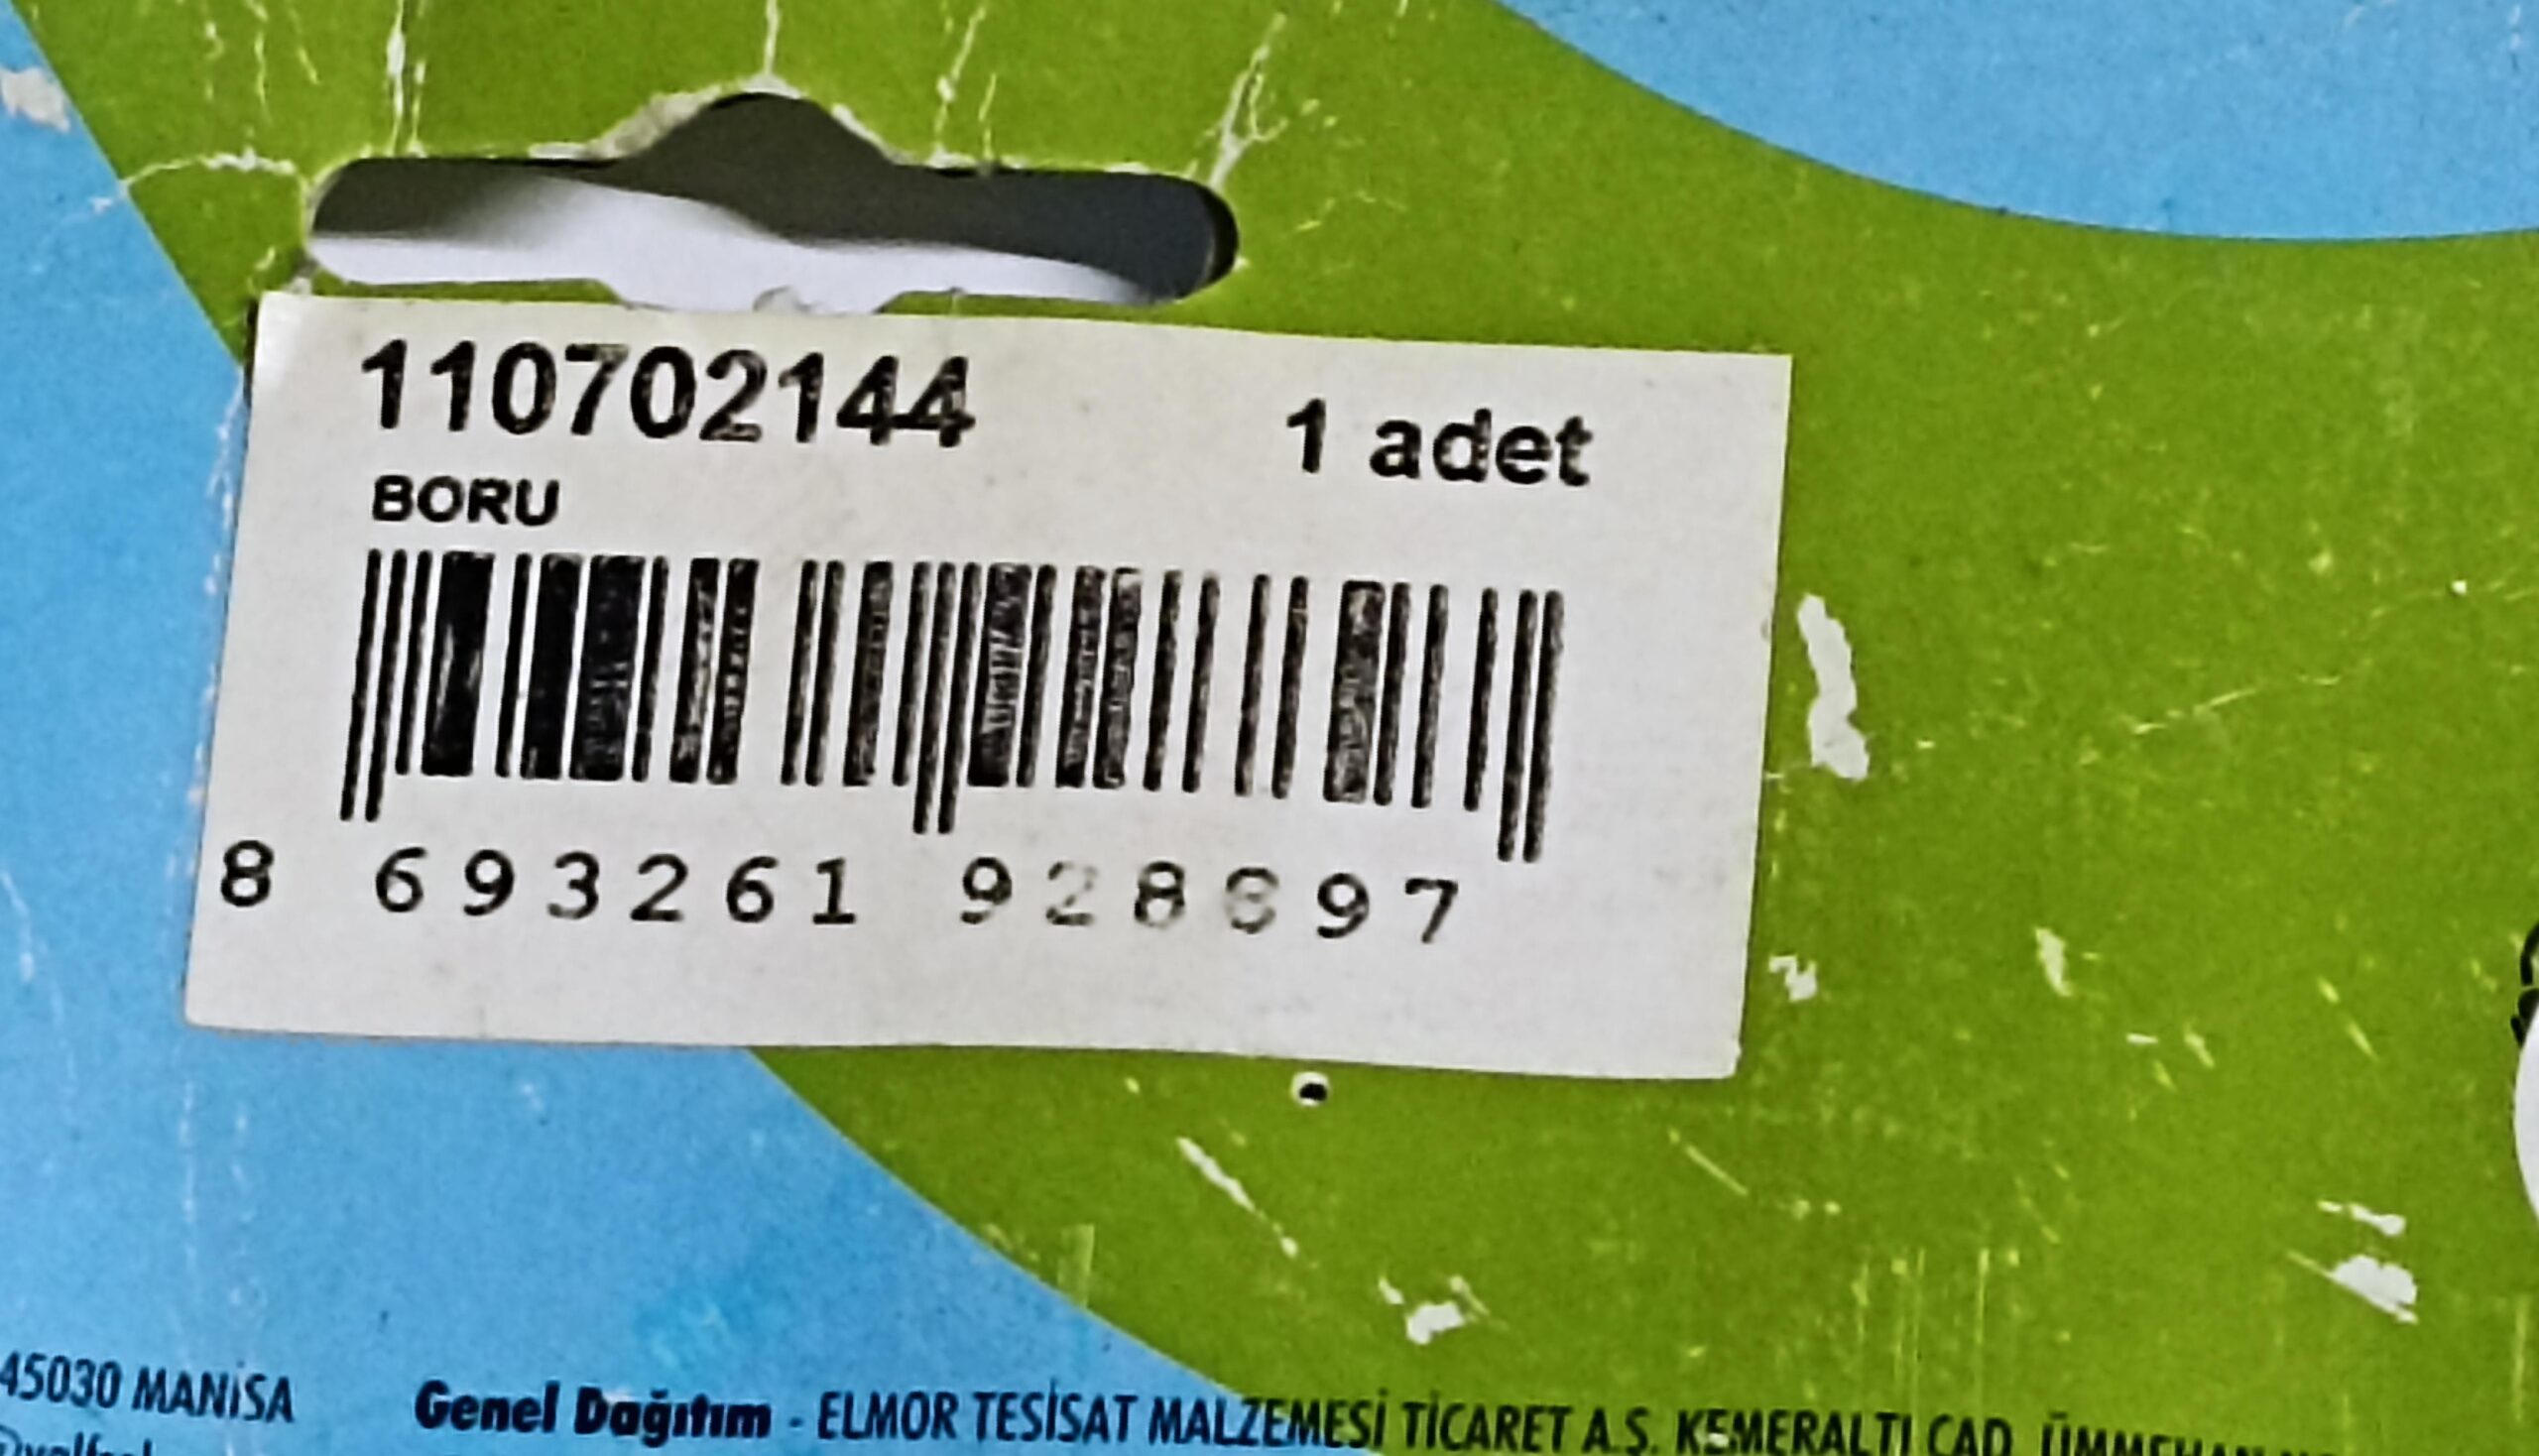 110702144
1 adet
BORU
8 693261 928897
45030 MANİSA
Genel Dağıtım - ELMOR TESİSAT MALZEMESİ TİCARET A.Ş. KEMERALTI CAD.